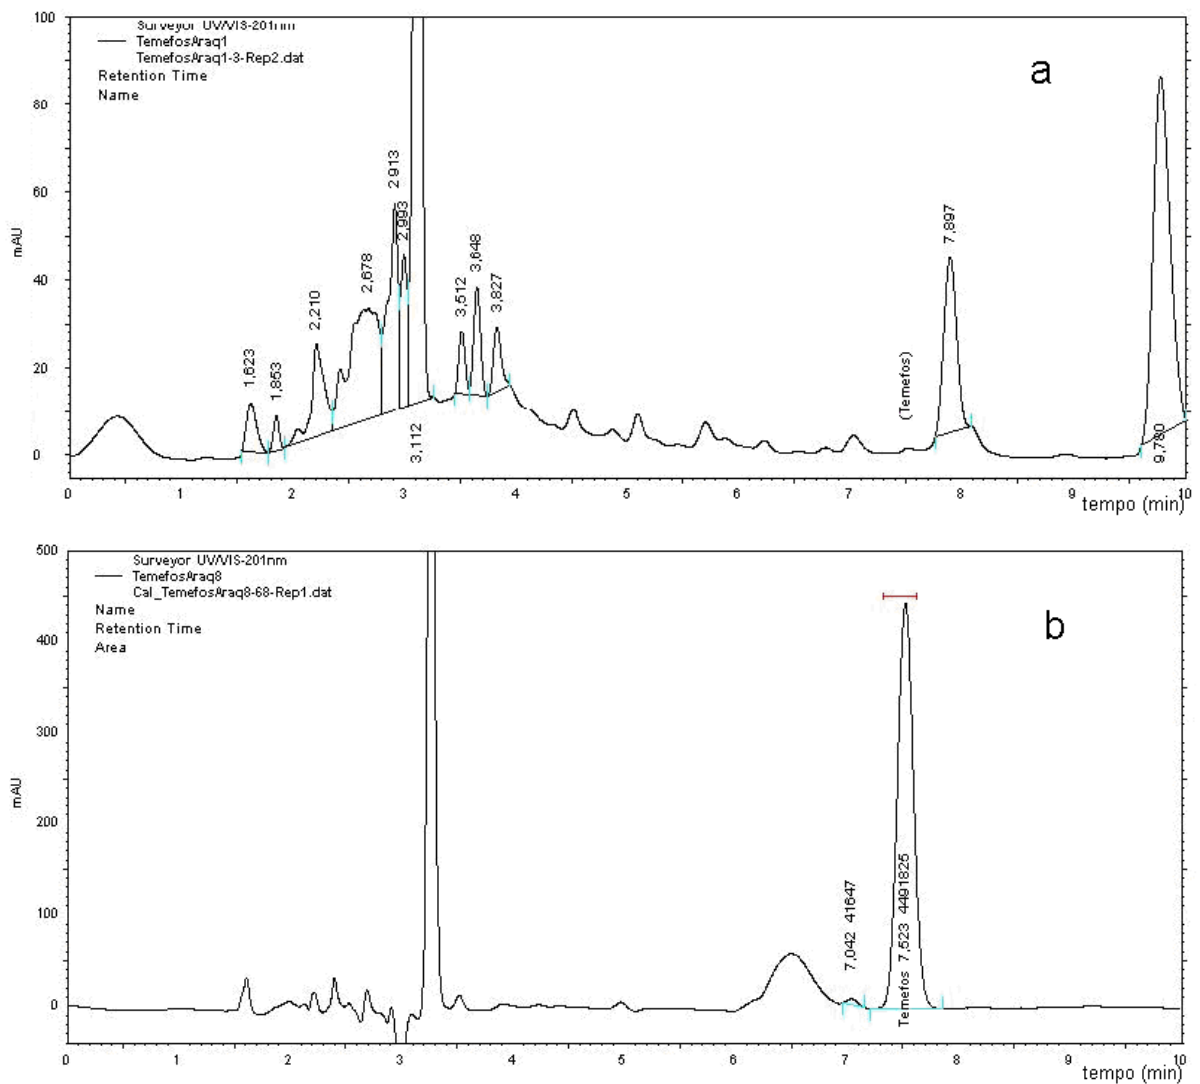 Surveyor UV/VIS-201nm
TemefosAraq1
TemefosAraq1-3-Rep2.dat
Retention Time
Name
a
100
80
60
40
20
0
mAU
1,623
1,853
2,210
2,678
2913
2,993
3,112
3,512
3,648
3,827
(Temefos)
7,897
9,780
0 1 2 3 4 5 6 7 8 9 10
tempo (min)
Surveyor UV/VIS-201nm
TemefosAraq8
Cal_TemefosAraq8-68-Rep1.dat
Name
Retention Time
Area
b
500
400
300
200
100
0
mAU
7,042 41647
Temefos 7,523 4491825
0 1 2 3 4 5 6 7 8 9 10
tempo (min)